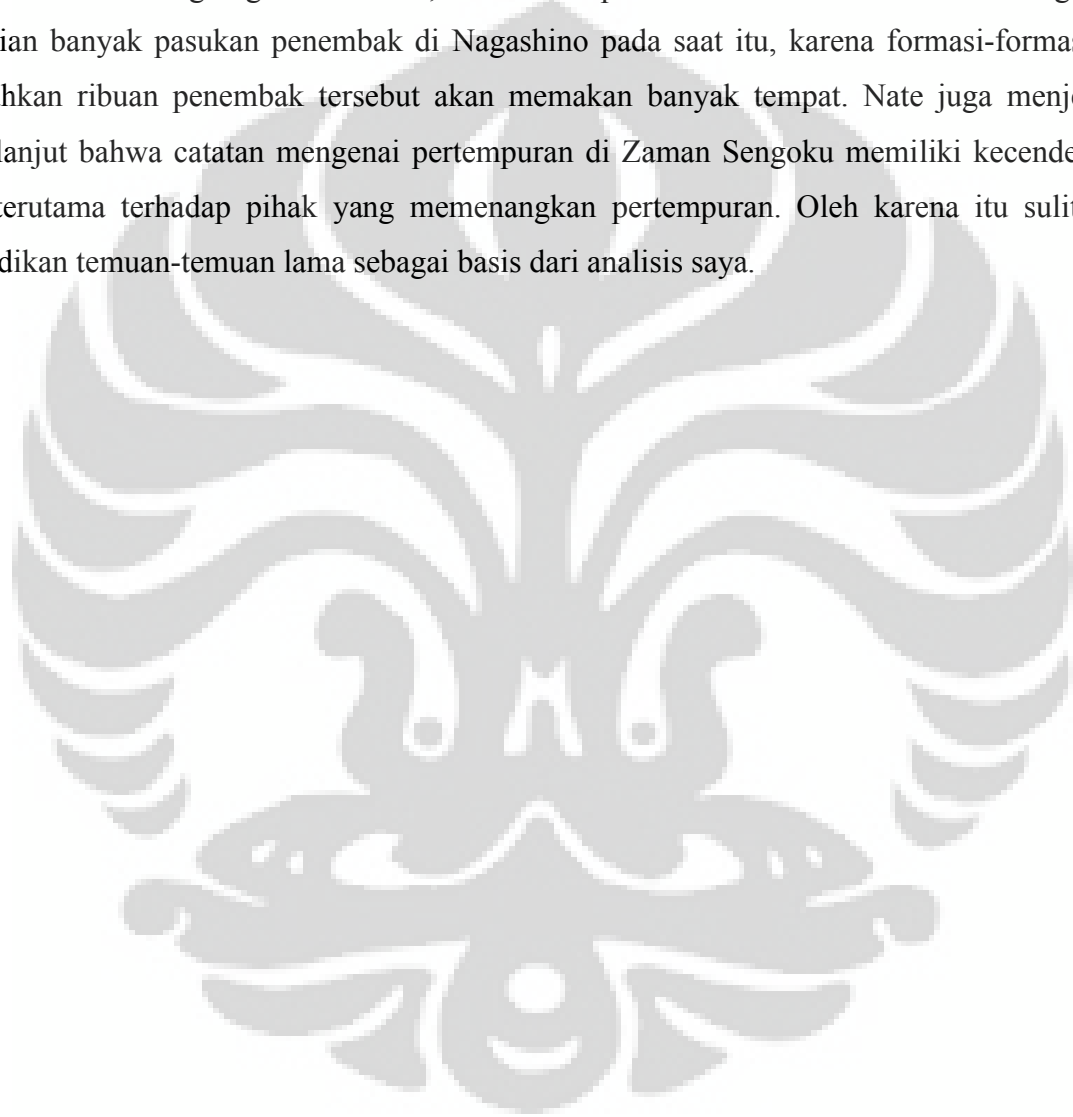 ian banyak pasukan penembak di Nagashino pada saat itu, karena formasi-formas
hkan ribuan penembak tersebut akan memakan banyak tempat. Nate juga menj
lanjut bahwa catatan mengenai pertempuran di Zaman Sengoku memiliki kecende
terutama terhadap pihak yang memenangkan pertempuran. Oleh karena itu sulit
dikan temuan-temuan lama sebagai basis dari analisis saya.